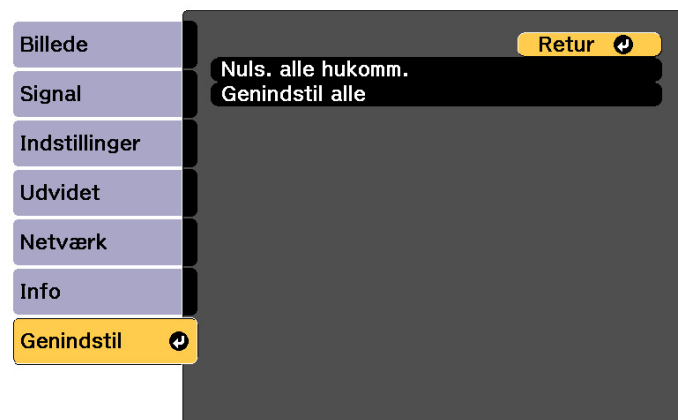 Billede
Signal
Indstillinger
Udvidet
Netværk
Info
Genindstil
Retur
Nuls. alle hukomm.
Genindstil alle